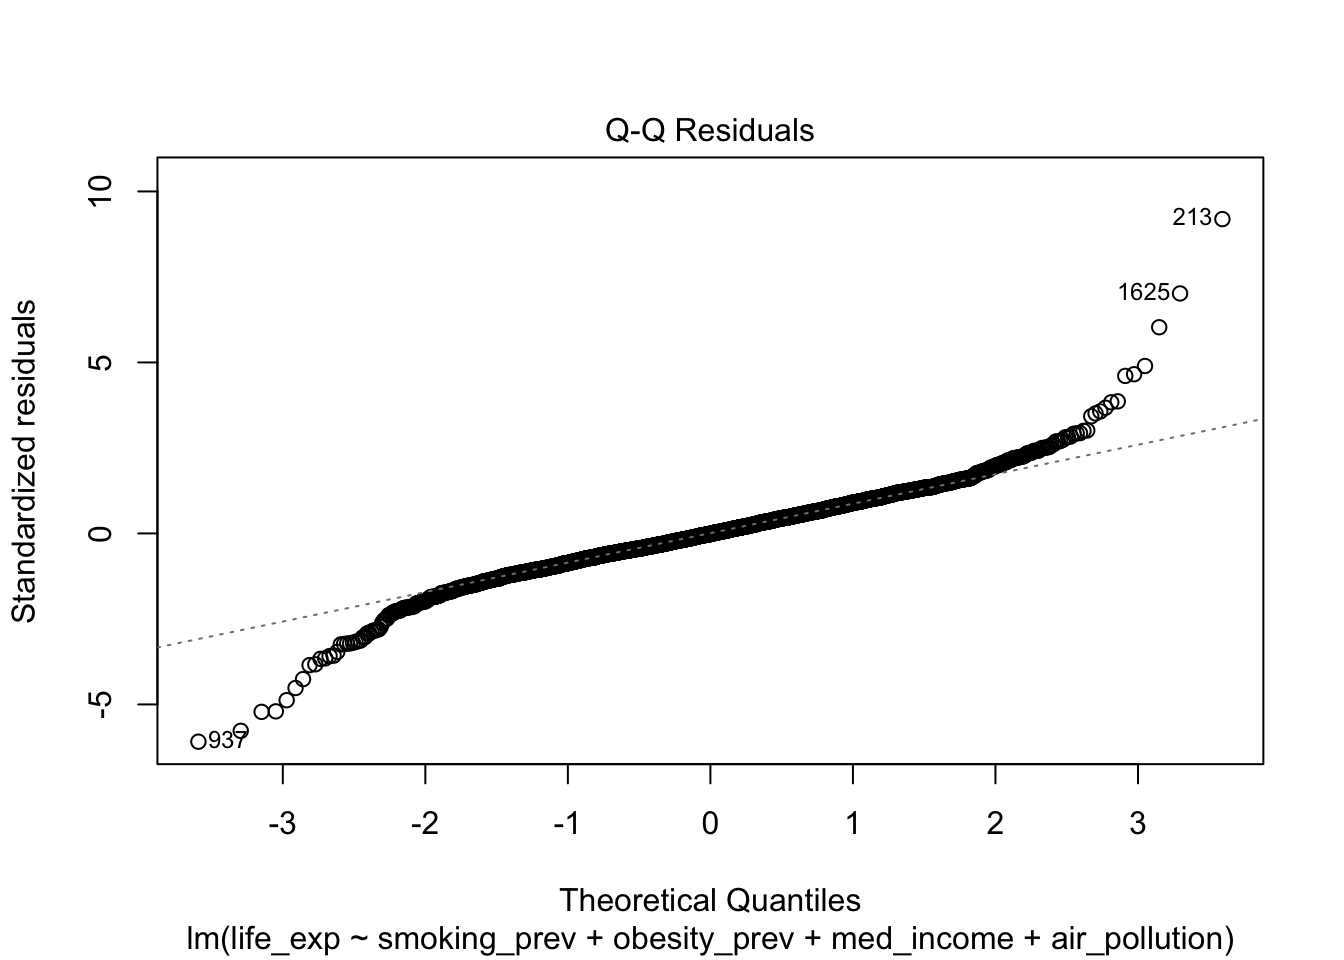 Q-Q Residuals
10
5
0
-5
Standardized residuals
213
1625
937
-3 -2 -1 0 1 2 3
Theoretical Quantiles
lm(life_exp ~ smoking_prev + obesity_prev + med_income + air_pollution)